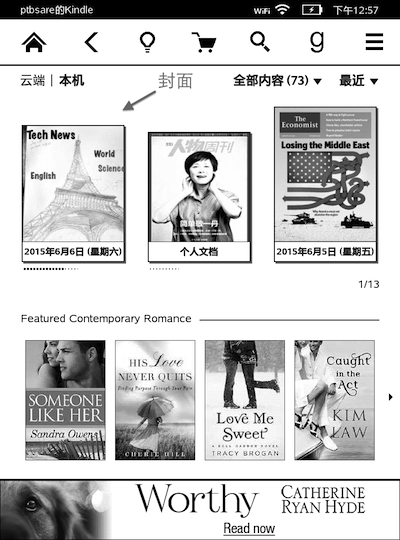 ptbsare的Kindle WiFi 下午12:57
g
云端 | 本机 封面 全部内容 (73) 最近
Tech News
World
Science
English
2015年6月6日 (星期六)
人物周刊
个人文档
The
Economist
Losing the Middle East
2015年6月5日 (星期五)
1/13
Featured Contemporary Romance
SOMEONE
LIKE HER
Sandra Owens
HIS Love
NEVER QUITS
Finding Purpose Through Your Pain
CHERIE HILL
Love Me
Sweet
TRACY BROGAN
Caught
in the
Act
KIM
LAW
Worthy
CATHERINE
RYAN HYDE
Read now